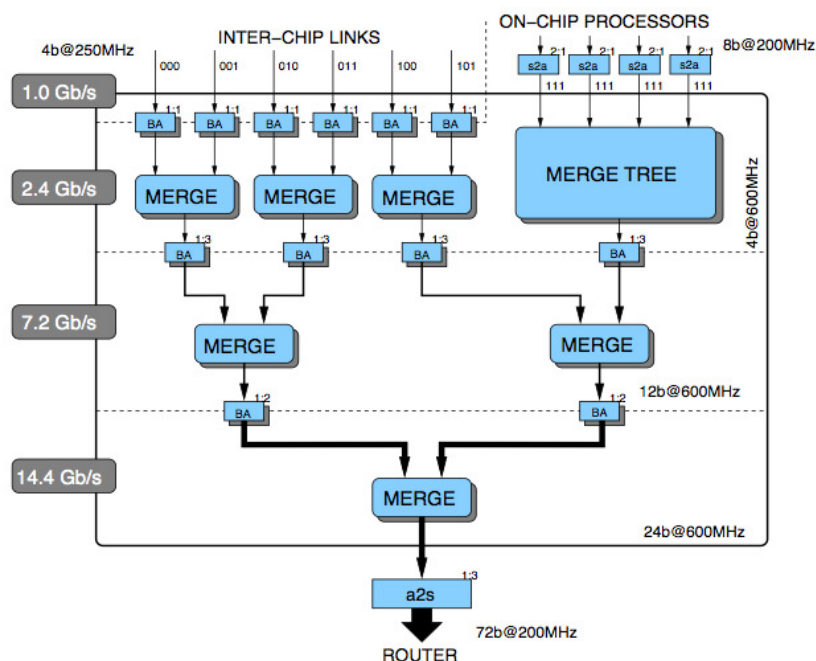 ON−CHIP PROCESSORS
INTER−CHIP LINKS
4b@250MHz
8b@200MHz
2:1 2:1 2:1 2:1
s2a s2a s2a s2a
000 001 010 011 100 101
111 111 111 111
1.0 Gb/s
1:1 1:1 1:1 1:1 1:1 1:1
BA BA BA BA BA BA
MERGE TREE
2.4 Gb/s
MERGE MERGE MERGE
4b@600MHz
1:3 1:3 1:3 1:3
BA BA BA BA
7.2 Gb/s
MERGE MERGE
12b@600MHz
1:2 1:2
BA BA
14.4 Gb/s
MERGE
24b@600MHz
1:3
a2s
72b@200MHz
ROUTER